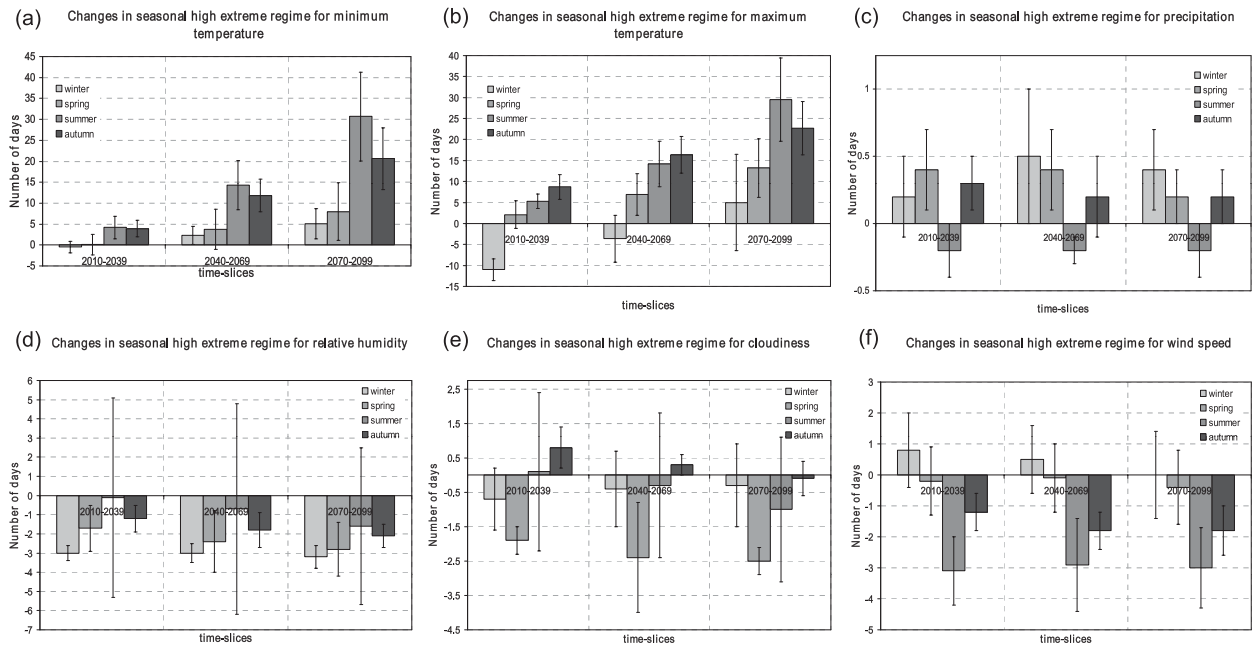 (a) Changes in seasonal high extreme regime for minimum
temperature
Number of days
45
40
35
30
25
20
15
10
5
0
-5
winter
spring
summer
autumn
2010-2039 2040-2069 2070-2099
time-slices
(b) Changes in seasonal high extreme regime for maximum
temperature
Number of days
40
35
30
25
20
15
10
5
0
-5
-10
-15
winter
spring
summer
autumn
2010-2039 2040-2069 2070-2099
time-slices
(c) Changes in seasonal high extreme regime for precipitation
Number of days
1
0.5
0
-0.5
winter
spring
summer
autumn
2010-2039 2040-2069 2070-2099
time-slices
(d) Changes in seasonal high extreme regime for relative humidity
Number of days
6
5
4
3
2
1
0
-1
-2
-3
-4
-5
-6
-7
winter
spring
summer
autumn
2010-2039 2040-2069 2070-2099
time-slices
(e) Changes in seasonal high extreme regime for cloudiness
Number of days
2.5
1.5
0.5
-0.5
-1.5
-2.5
-3.5
-4.5
winter
spring
summer
autumn
2010-2039 2040-2069 2070-2099
time-slices
(f) Changes in seasonal high extreme regime for wind speed
Number of days
3
2
1
0
-1
-2
-3
-4
-5
winter
spring
summer
autumn
2010-2039 2040-2069 2070-2099
time-slices